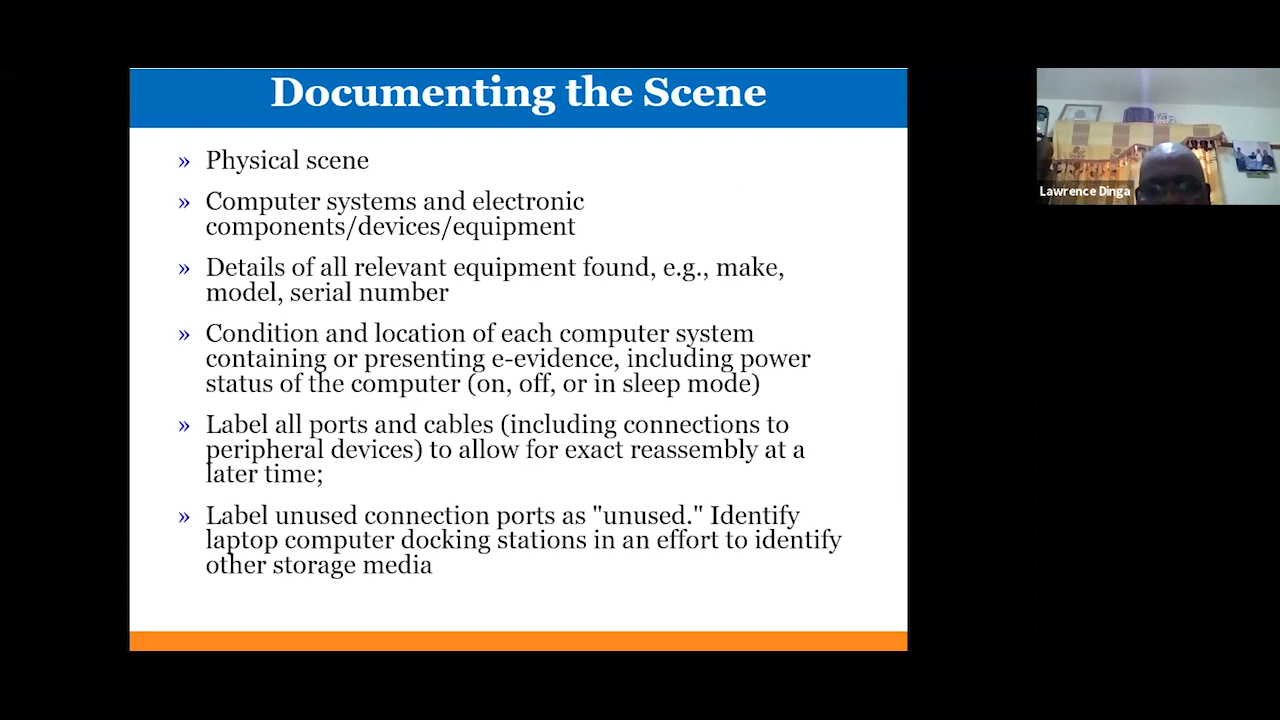 Documenting the Scene
» Physical scene
» Computer systems and electronic
components/devices/equipment
» Details of all relevant equipment found, e.g., make,
model, serial number
» Condition and location of each computer system
containing or presenting e-evidence, including power
status of the computer (on, off, or in sleep mode)
» Label all ports and cables (including connections to
peripheral devices) to allow for exact reassembly at a
later time;
» Label unused connection ports as "unused." Identify
laptop computer docking stations in an effort to identify
other storage media
Lawrence Dinga